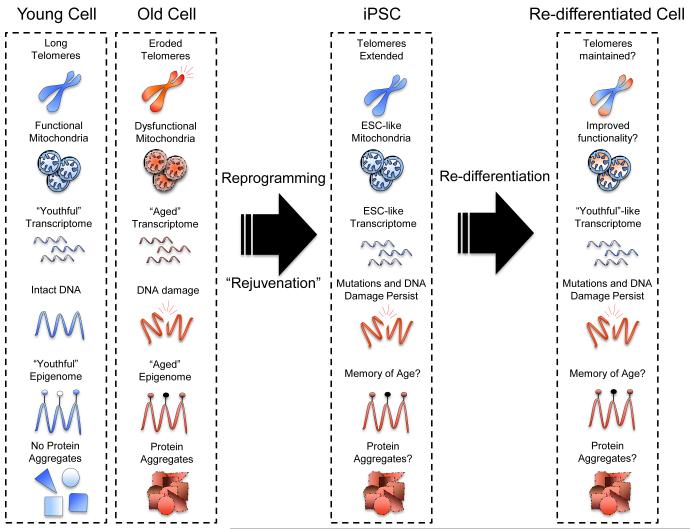 Young Cell
Old Cell
iPSC
Re-differentiated Cell
Long
Telomeres
Functional
Mitochondria
“Youthful”
Transcriptome
Intact DNA
“Youthful”
Epigenome
No Protein
Aggregates
Eroded
Telomeres
Dysfunctional
Mitochondria
“Aged”
Transcriptome
DNA damage
“Aged”
Epigenome
Protein
Aggregates
Reprogramming
“Rejuvenation”
Telomeres
Extended
ESC-like
Mitochondria
ESC-like
Transcriptome
Mutations and DNA
Damage Persist
Memory of Age?
Protein
Aggregates?
Re-differentiation
Telomeres
maintained?
Improved
functionality?
“Youthful”-like
Transcriptome
Mutations and DNA
Damage Persist
Memory of Age?
Protein
Aggregates?